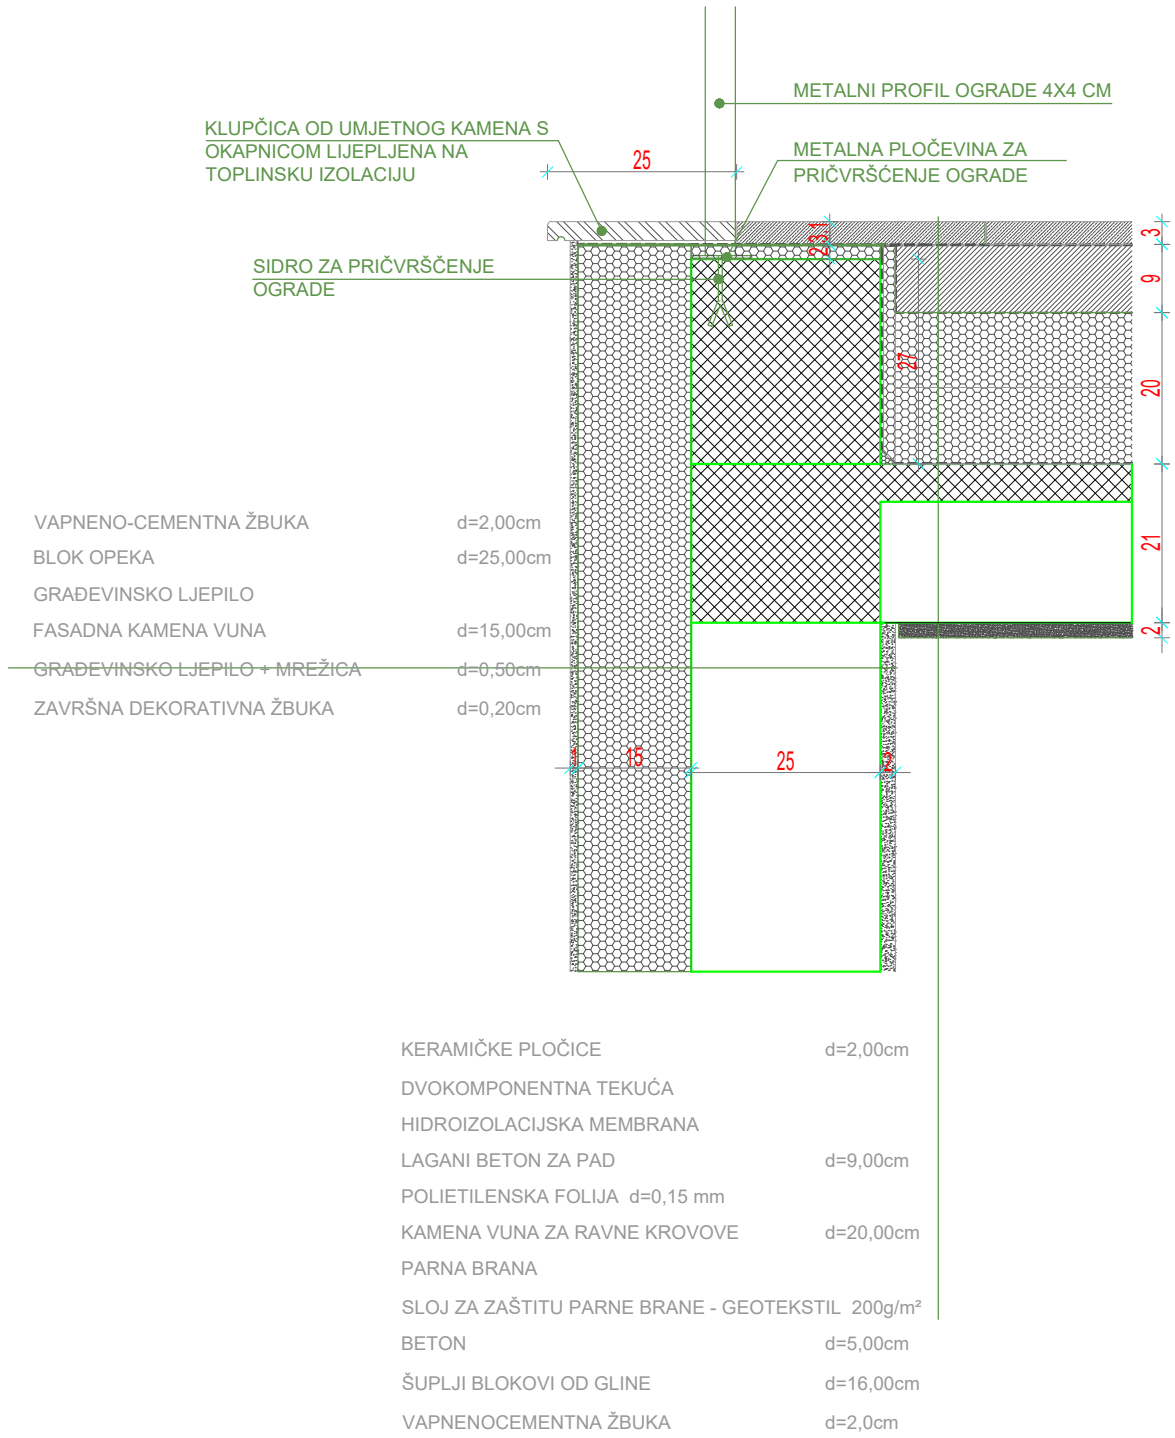 METALNI PROFIL OGRADE 4X4 CM
KLUPČICA OD UMJETNOG KAMENA S
OKAPNICOM LIJEPLJENA NA
TOPLINSKU IZOLACIJU
25
METALNA PLOČEVINA ZA
PRIČVRŠĆENJE OGRADE
2
3.1
3
SIDRO ZA PRIČVRŠČENJE
OGRADE
9
27
20
VAPNENO-CEMENTNA ŽBUKA d=2,00cm
BLOK OPEKA d=25,00cm
21
GRAĐEVINSKO LJEPILO
FASADNA KAMENA VUNA d=15,00cm
2
GRAĐEVINSKO LJEPILO + MREŽICA d=0,50cm
ZAVRŠNA DEKORATIVNA ŽBUKA d=0,20cm
1 15 25 2
KERAMIČKE PLOČICE d=2,00cm
DVOKOMPONENTNA TEKUĆA
HIDROIZOLACIJSKA MEMBRANA
LAGANI BETON ZA PAD d=9,00cm
POLIETILENSKA FOLIJA d=0,15 mm
KAMENA VUNA ZA RAVNE KROVOVE d=20,00cm
PARNA BRANA
SLOJ ZA ZAŠTITU PARNE BRANE - GEOTEKSTIL 200g/m²
BETON d=5,00cm
ŠUPLJI BLOKOVI OD GLINE d=16,00cm
VAPNENOCEMENTNA ŽBUKA d=2,0cm